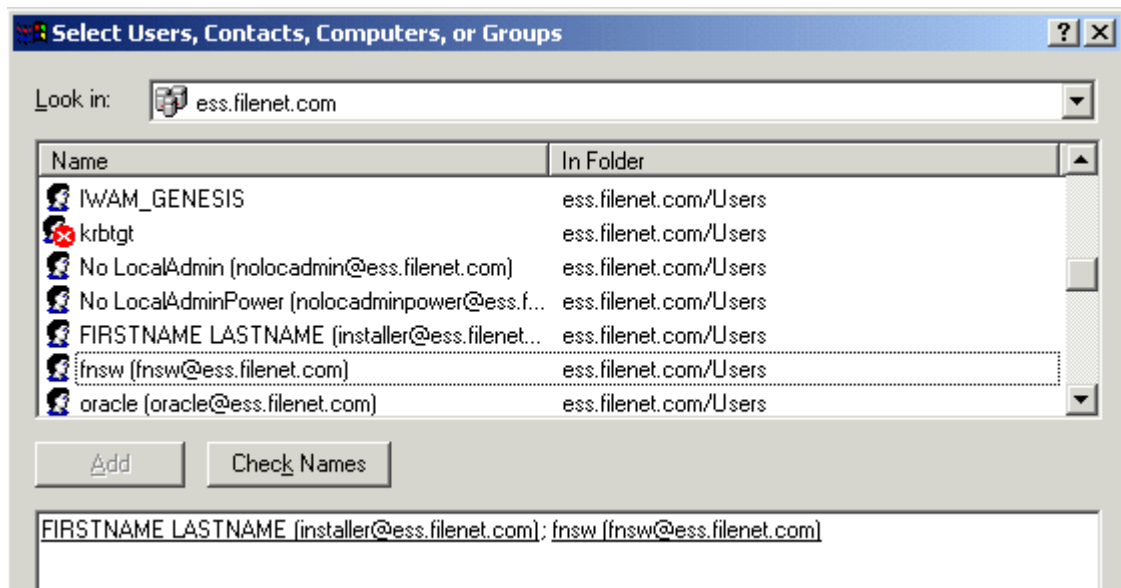 Select Users, Contacts, Computers, or Groups
Look in: ess.filenet.com
Name In Folder
IWAM_GENESIS ess.filenet.com/Users
krbtgt ess.filenet.com/Users
No LocalAdmin (nolocadmin@ess.filenet.com) ess.filenet.com/Users
No LocalAdminPower (nolocadminpower@ess.f... ess.filenet.com/Users
FIRSTNAME LASTNAME (installer@ess.filenet... ess.filenet.com/Users
fnsw (fnsw@ess.filenet.com) ess.filenet.com/Users
oracle (oracle@ess.filenet.com) ess.filenet.com/Users
Add Check Names
FIRSTNAME LASTNAME (installer@ess.filenet.com); fnsw (fnsw@ess.filenet.com)